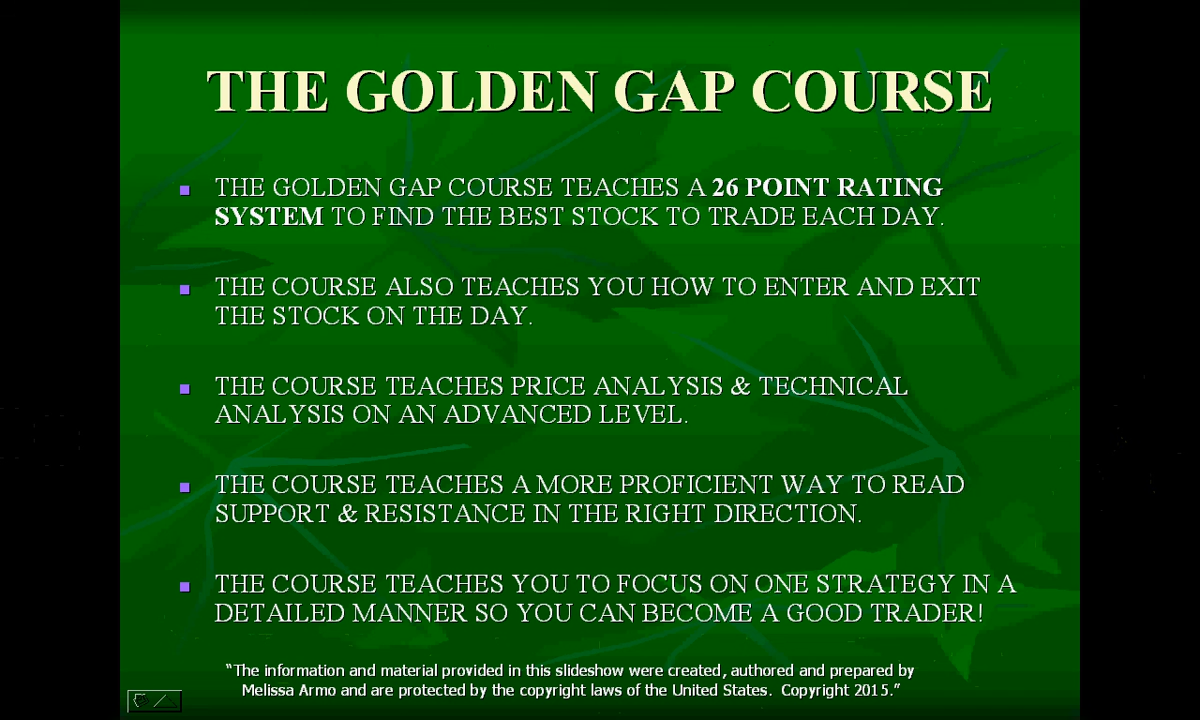 THE GOLDEN GAP COURSE
THE GOLDEN GAP COURSE TEACHES A 26 POINT RATING
SYSTEM TO FIND THE BEST STOCK TO TRADE EACH DAY.
THE COURSE ALSO TEACHES YOU HOW TO ENTER AND EXIT
THE STOCK ON THE DAY.
THE COURSE TEACHES PRICE ANALYSIS & TECHNICAL
ANALYSIS ON AN ADVANCED LEVEL.
THE COURSE TEACHES A MORE PROFICIENT WAY TO READ
SUPPORT & RESISTANCE IN THE RIGHT DIRECTION.
THE COURSE TEACHES YOU TO FOCUS ON ONE STRATEGY IN A
DETAILED MANNER SO YOU CAN BECOME A GOOD TRADER!
“The information and material provided in this slideshow were created, authored and prepared by
Melissa Armo and are protected by the copyright laws of the United States.  Copyright 2015.”